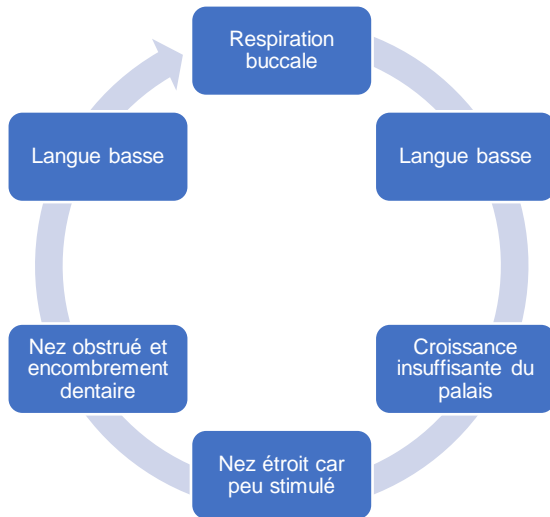 Respiration
buccale
Langue basse
Croissance
insuffisante du
palais
Nez étroit car
peu stimulé
Nez obstrué et
encombrement
dentaire
Langue basse